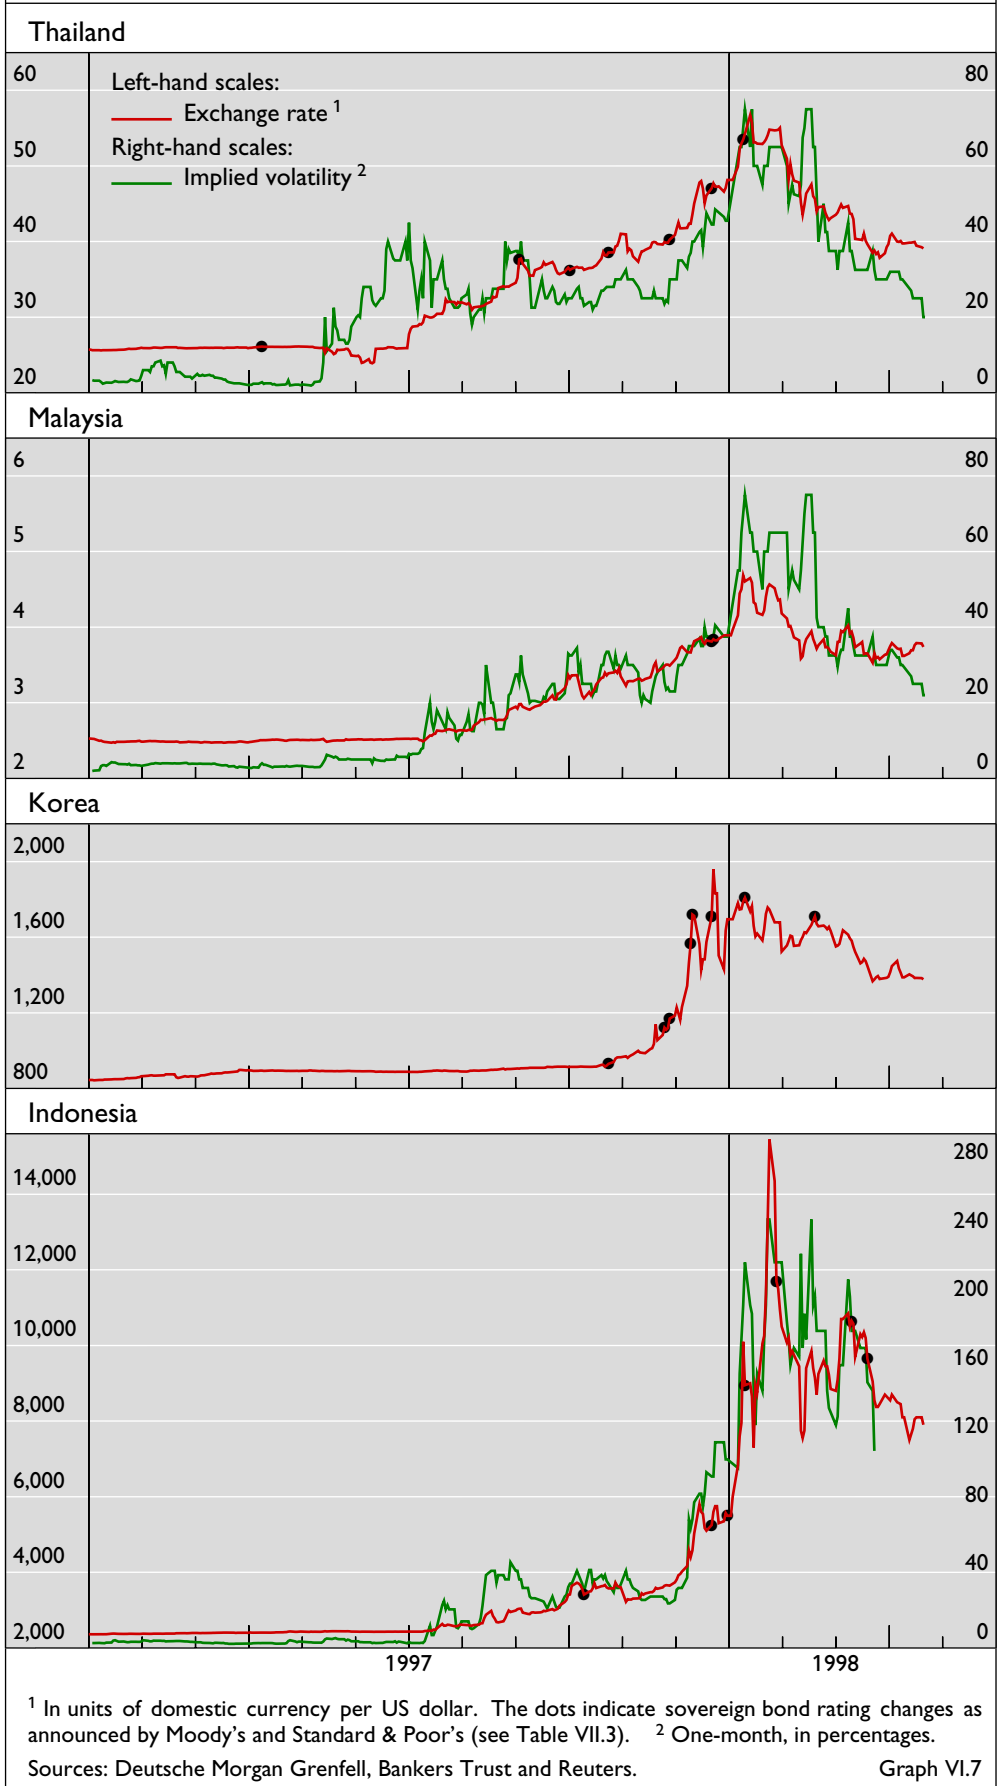 Thailand
60 80
Left-hand scales:
Exchange rate 1
Right-hand scales:
50 60
Implied volatility 2
40 40
30 20
20 0
Malaysia
6 80
5 60
4 40
3 20
2 0
Korea
2,000
1,600
1,200
800
Indonesia
280
14,000
240
12,000
200
10,000
160
8,000
120
6,000
80
4,000
40
2,000 0
1997 1998
1 In units of domestic currency per US dollar. The dots indicate sovereign bond rating changes as
announced by Moody's and Standard & Poor's (see Table VII.3). 2 One-month, in percentages.
Sources: Deutsche Morgan Grenfell, Bankers Trust and Reuters. Graph VI.7